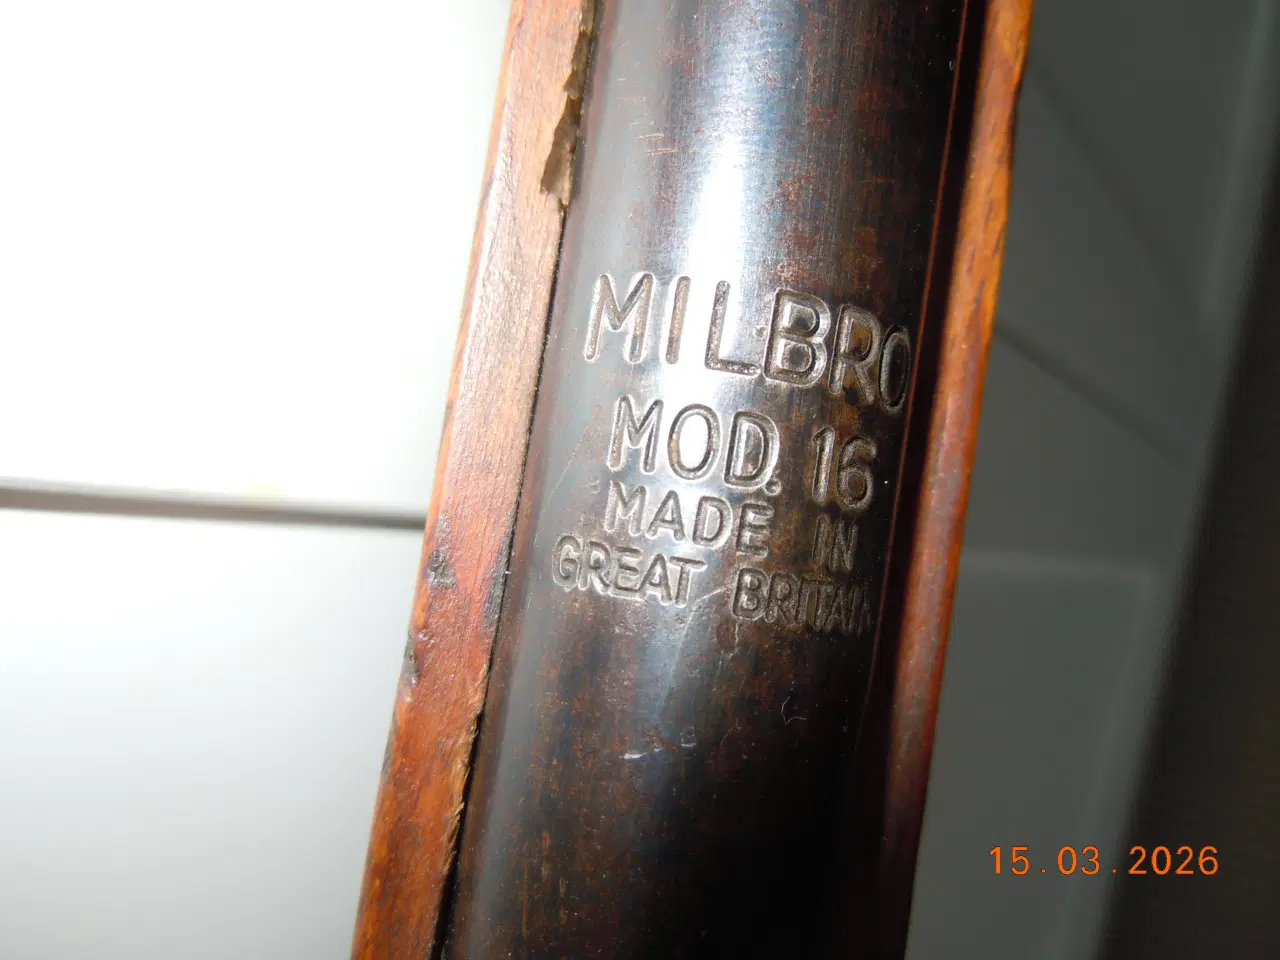 MILBRO
MOD. 16
MADE IN
GREAT BRITAIN
15.03.2026